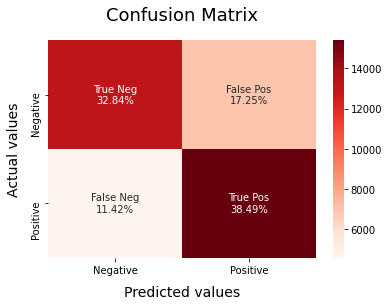 Confusion Matrix
Actual values
Negative
Positive
True Neg
32.84%
False Pos
17.25%
False Neg
11.42%
True Pos
38.49%
Negative
Positive
Predicted values
14000
12000
10000
8000
6000